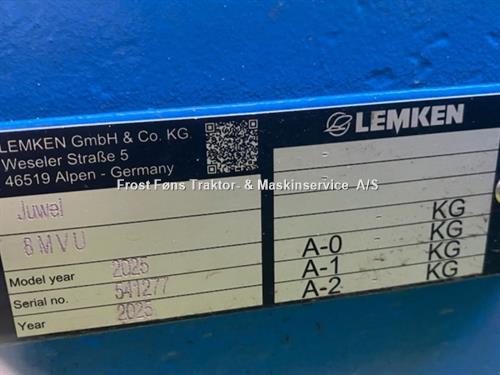 LEMKEN GmbH & Co. KG.
Weseler Straße 5
46519 Alpen - Germany
LEMKEN
Frost Føns Traktor- & Maskinservice A/S
Juwel
8 M V U
Model year 2025
Serial no. 541277
Year 2025
KG
A-0 KG
A-1 KG
A-2 KG